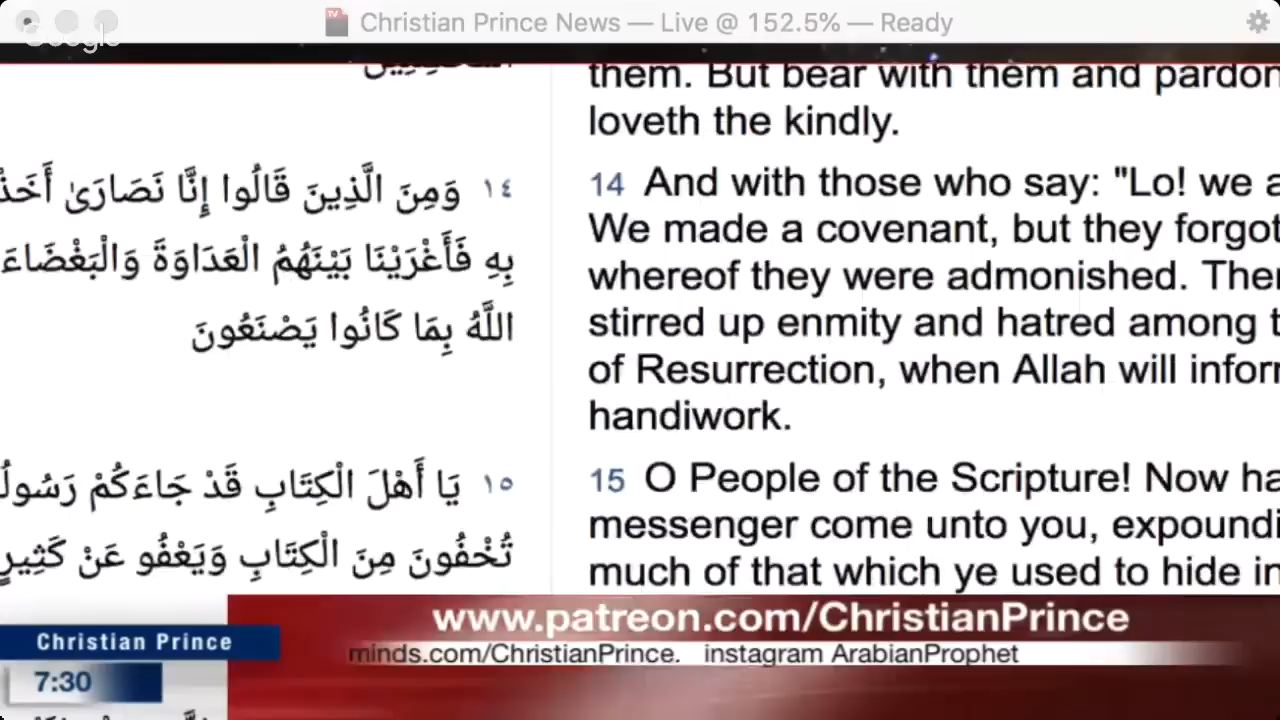 Christian Prince News — Live @ 152.5% — Ready
Google
them. But bear with them and pardon
loveth the kindly.
١٤ وَمِنَ الَّذِينَ قَالُوا إِنَّا نَصَارَىٰ
بِهِ فَأَغْرَيْنَا بَيْنَهُمُ الْعَدَاوَةَ وَالْبَغْضَاءَ
اللَّهُ بِمَا كَانُوا يَصْنَعُونَ
14 And with those who say: "Lo! we a
We made a covenant, but they forgot
whereof they were admonished. Ther
stirred up enmity and hatred among t
of Resurrection, when Allah will inforr
handiwork.
١٥ يَا أَهْلَ الْكِتَابِ قَدْ جَاءَكُمْ
تُخْفُونَ مِنَ الْكِتَابِ وَيَعْفُو عَنْ كَثِيرٍ
15 O People of the Scripture! Now ha
messenger come unto you, expoundi
much of that which ye used to hide in
www.patreon.com/ChristianPrince
Christian Prince
minds.com/ChristianPrince. instagram ArabianProphet
7:30